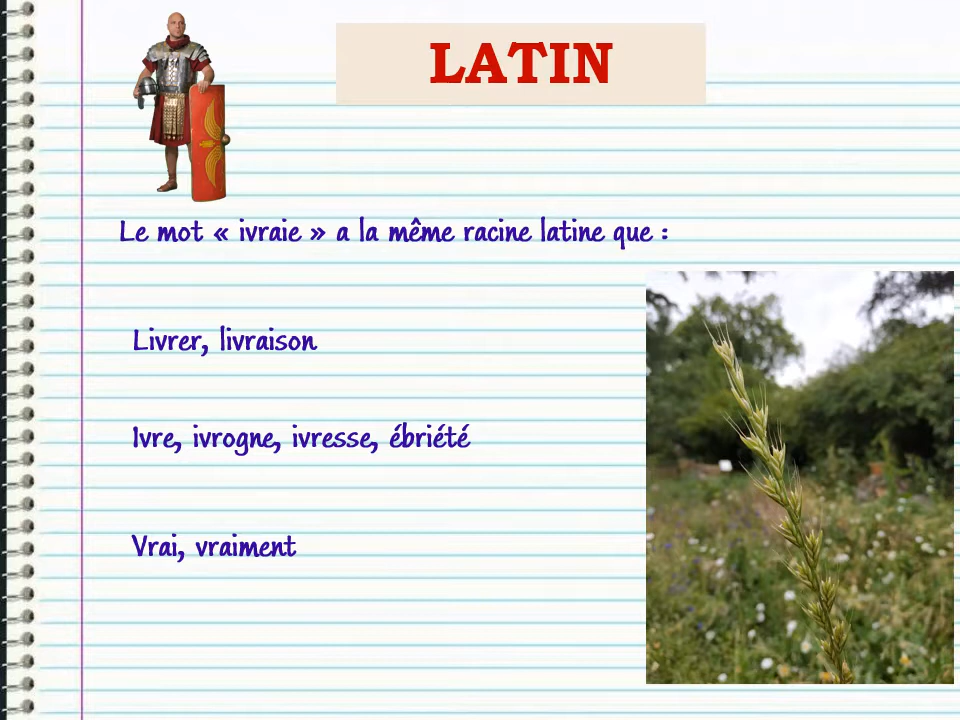 LATIN
Le mot « ivraie » a la même racine latine que :
Livrer, livraison
Ivre, ivrogne, ivresse, ébriété
Vrai, vraiment